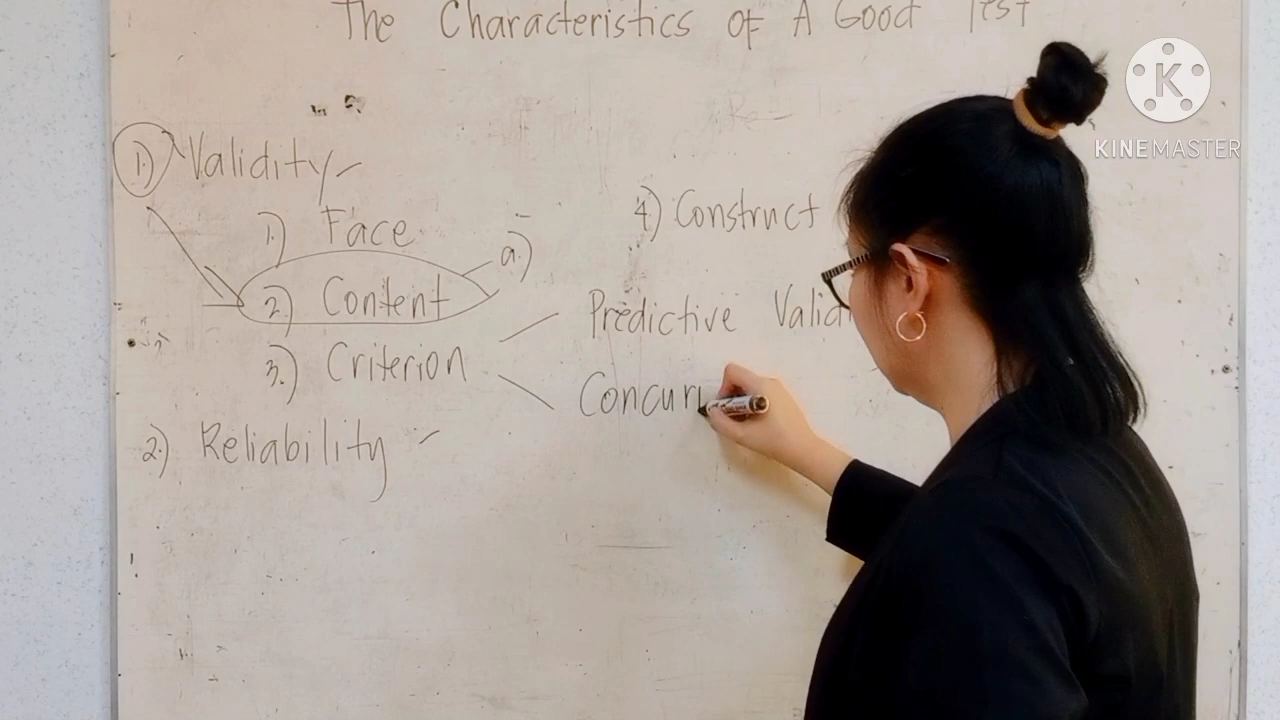 The Characteristics of A Good Test
1.) Validity
1.) Face
2.) Content
a.)
3.) Criterion
4.) Construct
Predictive Valid
Concur
2.) Reliability
K
KINEMASTER